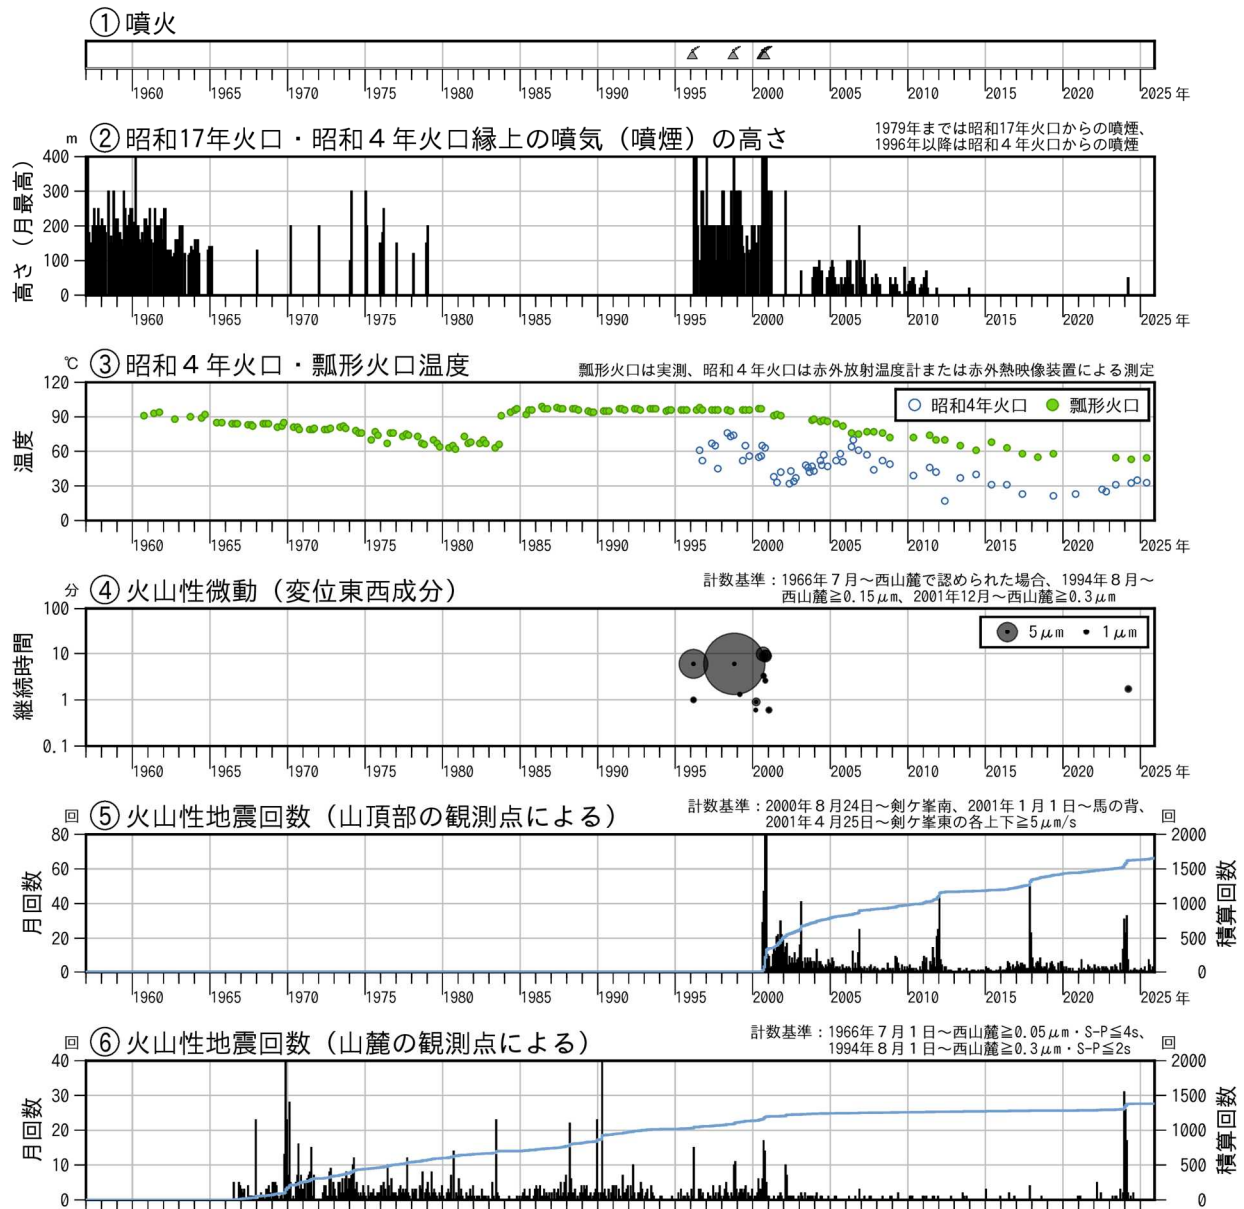 ① 噴火
1960 1965 1970 1975 1980 1985 1990 1995 2000 2005 2010 2015 2020 2025 年
m ② 昭和17年火口・昭和４年火口縁上の噴気（噴煙）の高さ
1979年までは昭和17年火口からの噴煙、
1996年以降は昭和４年火口からの噴煙
高さ（月最高）
400
300
200
100
0
1960 1965 1970 1975 1980 1985 1990 1995 2000 2005 2010 2015 2020 2025 年
℃ ③ 昭和４年火口・瓢形火口温度
瓢形火口は実測、昭和４年火口は赤外放射温度計または赤外熱映像装置による測定
温度
120
90
60
30
0
昭和4年火口 瓢形火口
1960 1965 1970 1975 1980 1985 1990 1995 2000 2005 2010 2015 2020 2025 年
分 ④ 火山性微動（変位東西成分）
計数基準：1966年７月～西山麓で認められた場合、1994年８月～
西山麓≧0.15μm、2001年12月～西山麓≧0.3μm
継続時間
100
10
1
0.1
5μm 1μm
1960 1965 1970 1975 1980 1985 1990 1995 2000 2005 2010 2015 2020 2025 年
回 ⑤ 火山性地震回数（山頂部の観測点による）
計数基準：2000年８月24日～剣ケ峯南、2001年１月１日～馬の背、
2001年４月25日～剣ケ峯東の各上下≧5μm/s
回
月回数
80
60
40
20
0
2000
1500
1000
500
0
積算回数
1960 1965 1970 1975 1980 1985 1990 1995 2000 2005 2010 2015 2020 2025 年
回 ⑥ 火山性地震回数（山麓の観測点による）
計数基準：1966年７月１日～西山麓≧0.05μm・S-P≦4s、
1994年８月１日～西山麓≧0.3μm・S-P≦2s
回
月回数
40
30
20
10
0
2000
1500
1000
500
0
積算回数